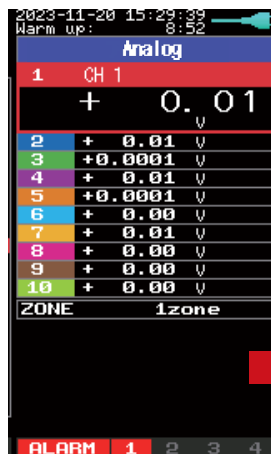 2023-11-20 15:29:39
Warm up: 8:52
Analog
1 CH 1
+ 0.01 V
2 + 0.01 V
3 +0.0001 V
4 + 0.01 V
5 +0.0001 V
6 + 0.00 V
7 + 0.01 V
8 + 0.00 V
9 + 0.00 V
10 + 0.00 V
ZONE 1zone
ALARM 1 2 3 4